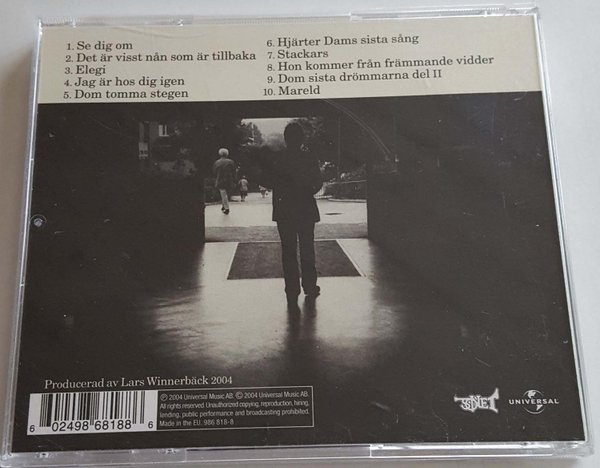 1. Se dig om
2. Det är visst nån som är tillbaka
3. Elegi
4. Jag är hos dig igen
5. Dom tomma stegen
6. Hjärter Dams sista sång
7. Stackars
8. Hon kommer från främmande vidder
9. Dom sista drömmarna del II
10. Mareld
Producerad av Lars Winnerbäck 2004
℗ 2004 Universal Music AB. © 2004 Universal Music AB.
All rights reserved. Unauthorized copying, reproduction, hiring,
lending, public performance and broadcasting prohibited.
Made in the EU. 986 818-8
6 02498 68188 6
UNIVERSAL